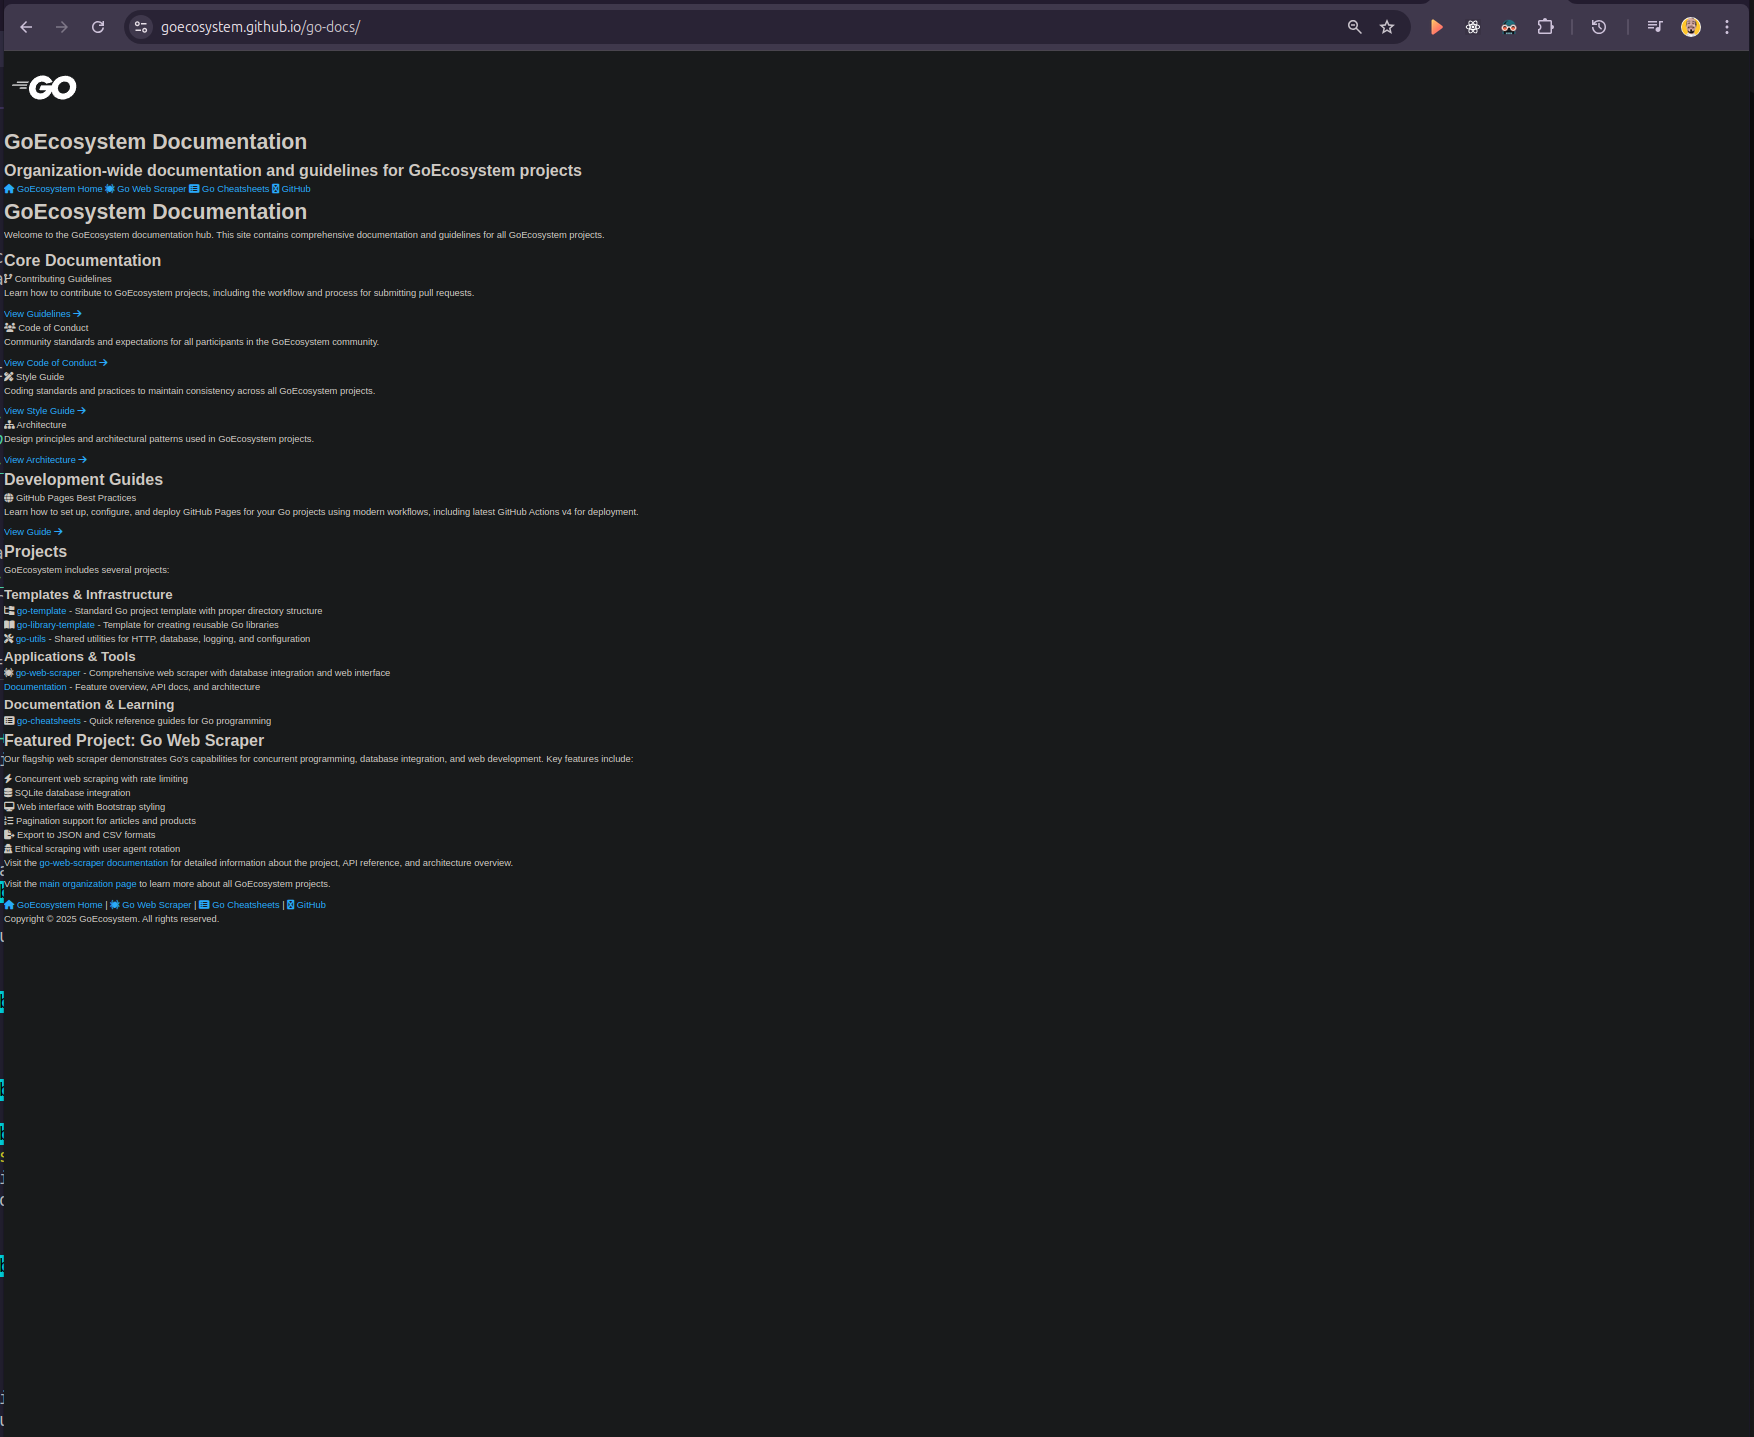 goecosystem.github.io/go-docs/
GO
GoEcosystem Documentation
Organization-wide documentation and guidelines for GoEcosystem projects
GoEcosystem Home Go Web Scraper Go Cheatsheets GitHub
GoEcosystem Documentation
Welcome to the GoEcosystem documentation hub. This site contains comprehensive documentation and guidelines for all GoEcosystem projects.
Core Documentation
Contributing Guidelines
Learn how to contribute to GoEcosystem projects, including the workflow and process for submitting pull requests.
View Guidelines →
Code of Conduct
Community standards and expectations for all participants in the GoEcosystem community.
View Code of Conduct →
Style Guide
Coding standards and practices to maintain consistency across all GoEcosystem projects.
View Style Guide →
Architecture
Design principles and architectural patterns used in GoEcosystem projects.
View Architecture →
Development Guides
GitHub Pages Best Practices
Learn how to set up, configure, and deploy GitHub Pages for your Go projects using modern workflows, including latest GitHub Actions v4 for deployment.
View Guide →
Projects
GoEcosystem includes several projects:
Templates & Infrastructure
go-template - Standard Go project template with proper directory structure
go-library-template - Template for creating reusable Go libraries
go-utils - Shared utilities for HTTP, database, logging, and configuration
Applications & Tools
go-web-scraper - Comprehensive web scraper with database integration and web interface
Documentation - Feature overview, API docs, and architecture
Documentation & Learning
go-cheatsheets - Quick reference guides for Go programming
Featured Project: Go Web Scraper
Our flagship web scraper demonstrates Go's capabilities for concurrent programming, database integration, and web development. Key features include:
Concurrent web scraping with rate limiting
SQLite database integration
Web interface with Bootstrap styling
Pagination support for articles and products
Export to JSON and CSV formats
Ethical scraping with user agent rotation
Visit the go-web-scraper documentation for detailed information about the project, API reference, and architecture overview.
Visit the main organization page to learn more about all GoEcosystem projects.
GoEcosystem Home | Go Web Scraper | Go Cheatsheets | GitHub
Copyright © 2025 GoEcosystem. All rights reserved.